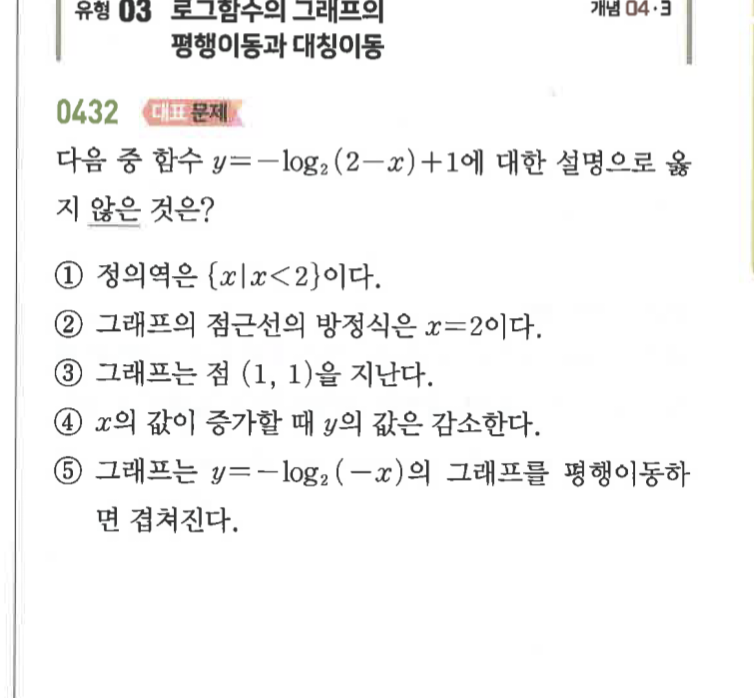 유형 03 로그함수의 그래프의 개념 04·3
평행이동과 대칭이동
0432 대표 문제
다음 중 함수 y=-log₂(2-x)+1에 대한 설명으로 옳
지 않은 것은?
① 정의역은 {x|x<2}이다.
② 그래프의 점근선의 방정식은 x=2이다.
③ 그래프는 점 (1, 1)을 지난다.
④ x의 값이 증가할 때 y의 값은 감소한다.
⑤ 그래프는 y=-log₂(-x)의 그래프를 평행이동하
면 겹쳐진다.